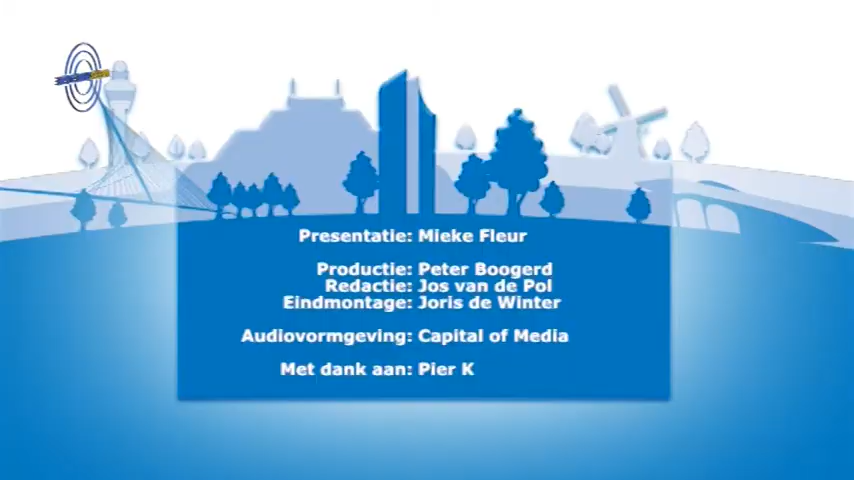 Presentatie: Mieke Fleur
Productie: Peter Boogerd
Redactie: Jos van de Pol
Eindmontage: Joris de Winter
Audiovormgeving: Capital of Media
Met dank aan: Pier K